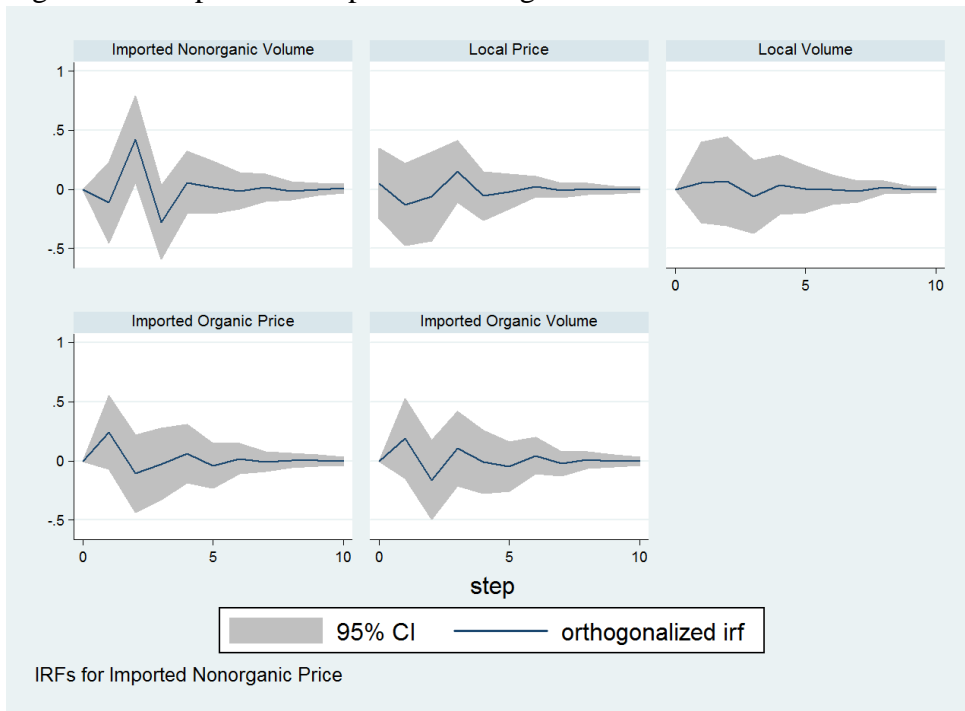 Imported Nonorganic Volume
Local Price
Local Volume
1
.5
0
-.5
0 5 10
Imported Organic Price
Imported Organic Volume
1
.5
0
-.5
0 5 10
0 5 10
step
95% CI
orthogonalized irf
IRFs for Imported Nonorganic Price